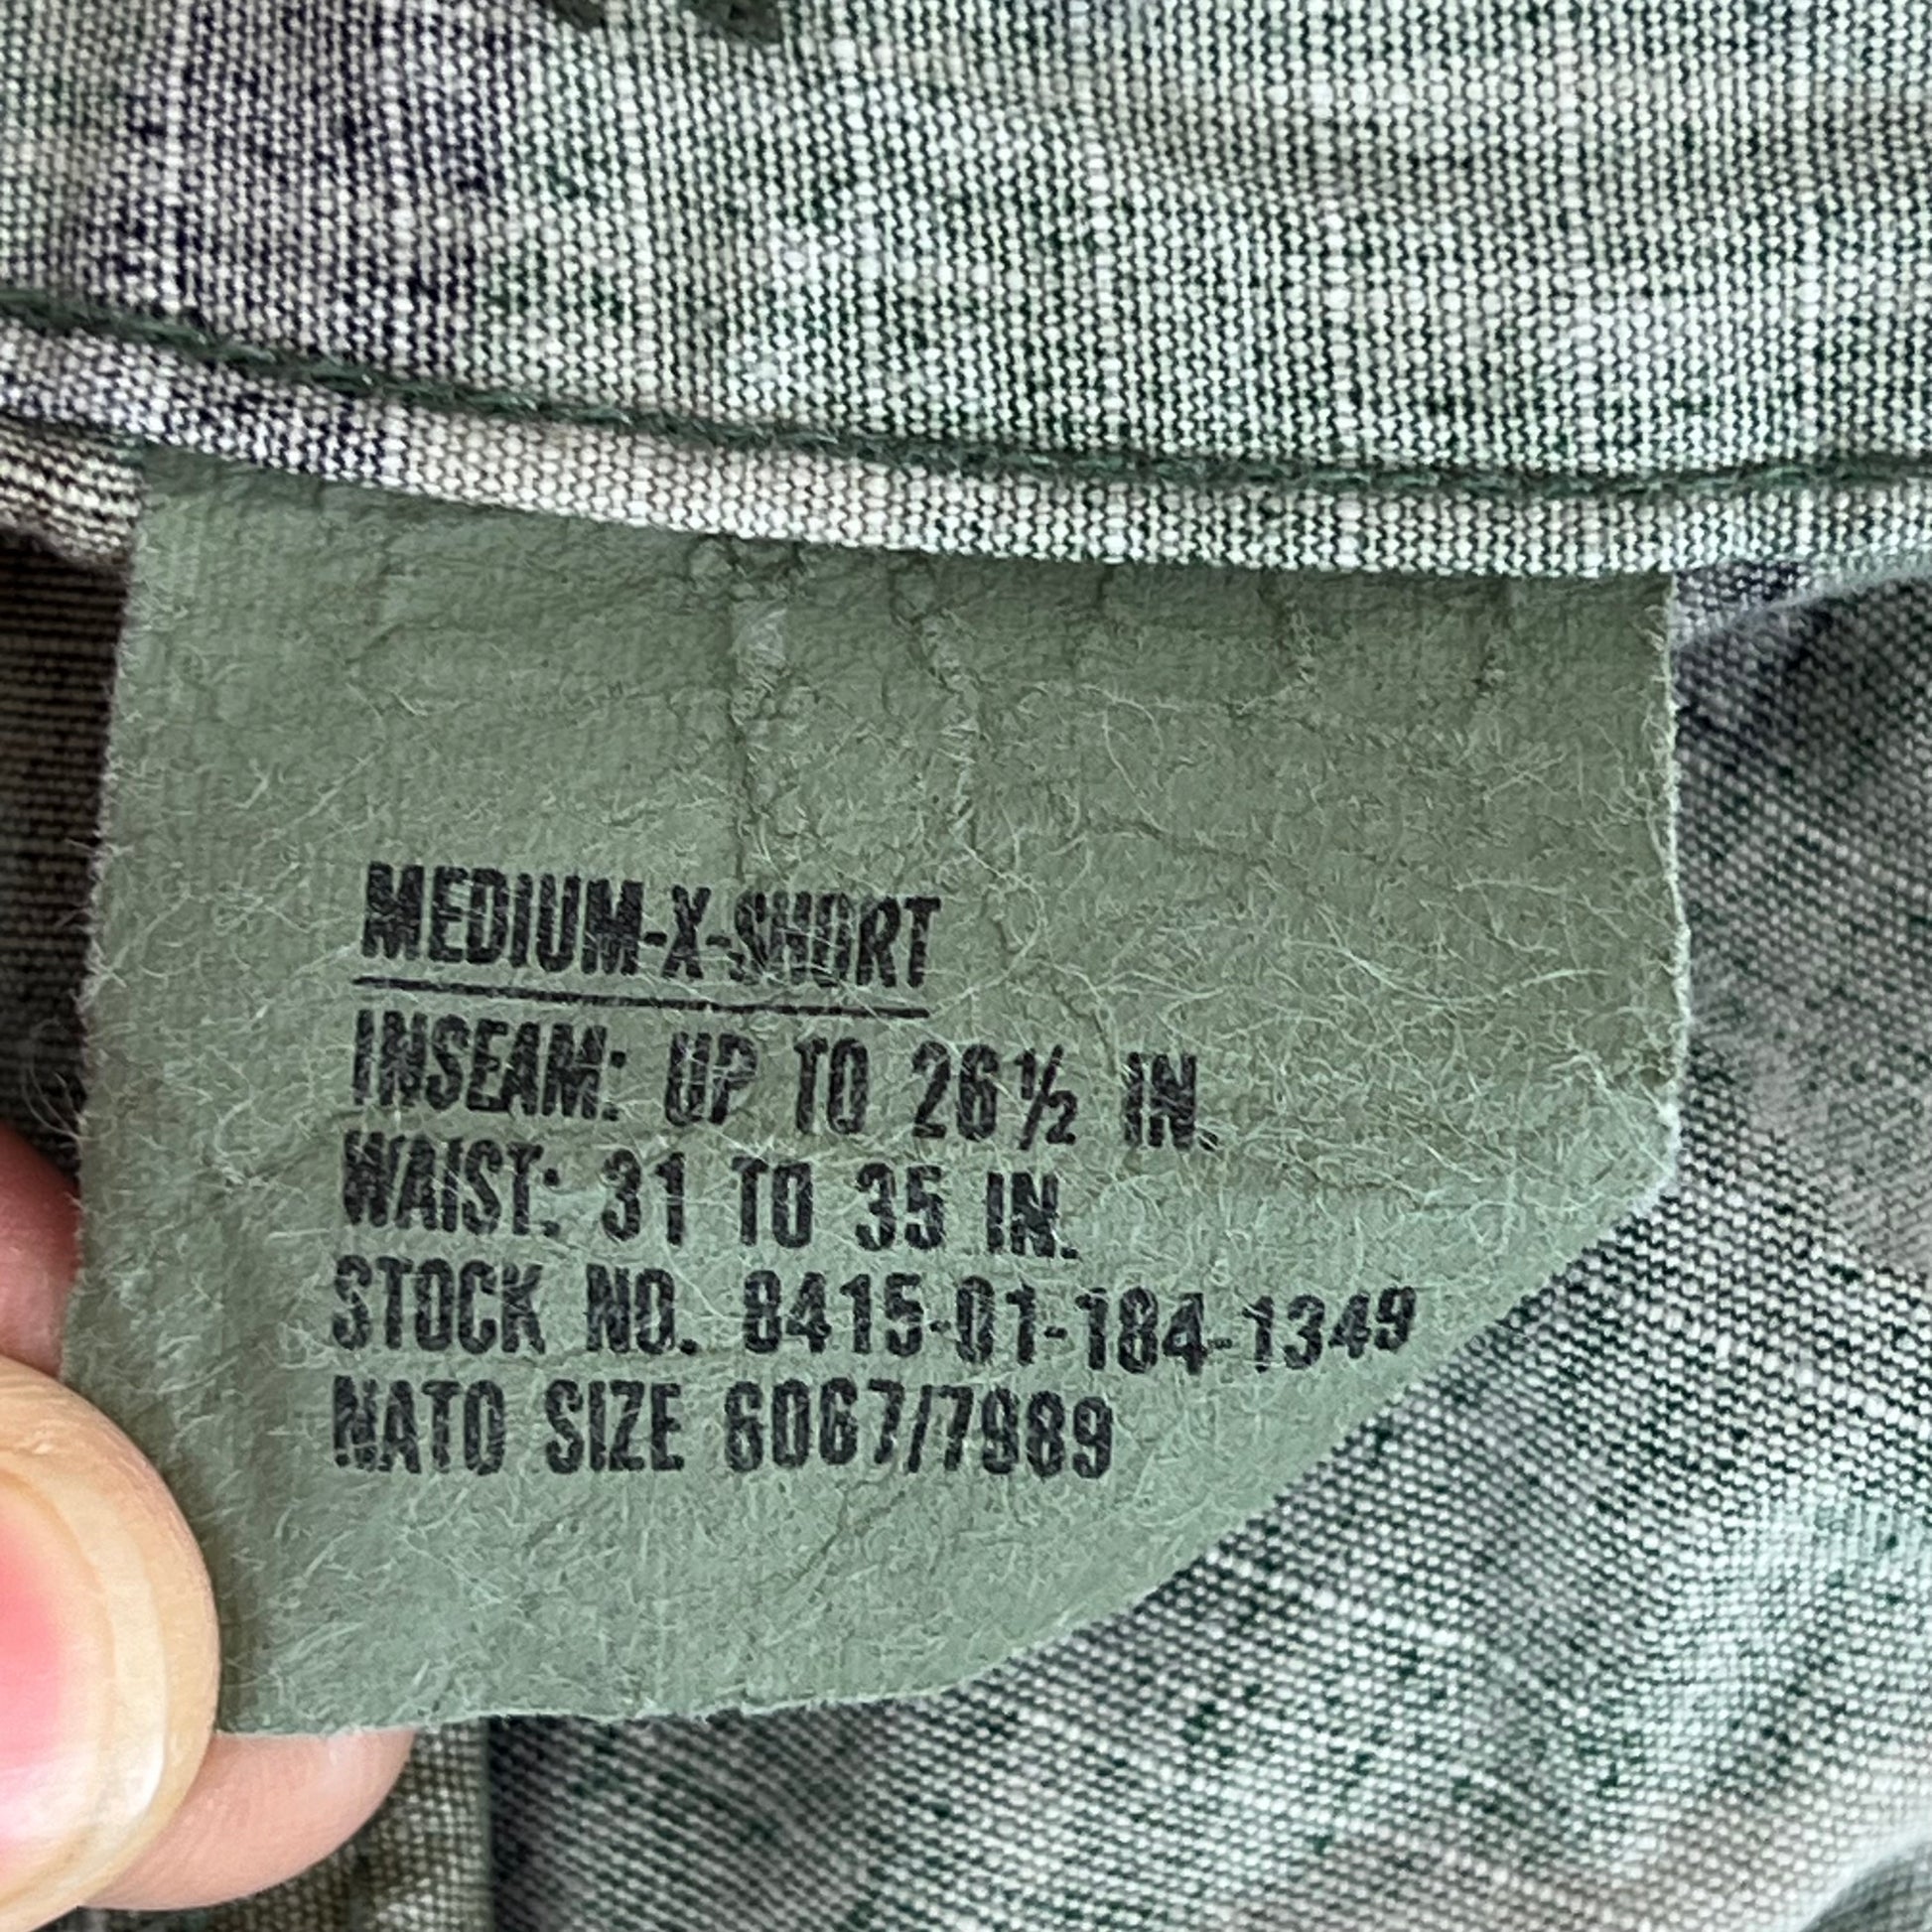 MEDIUM-X-SHORT
INSEAM: UP TO 26½ IN.
WAIST: 31 TO 35 IN.
STOCK NO. 8415-01-184-1349
NATO SIZE 6067/7989